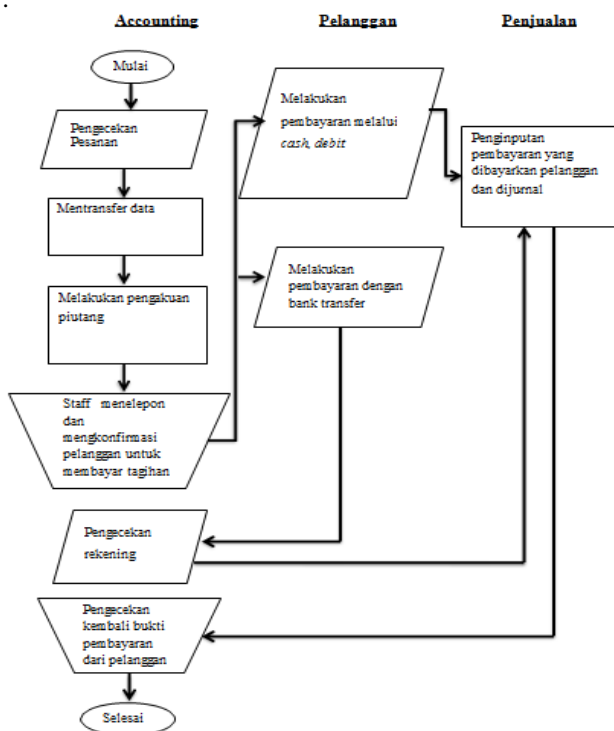 .
Accounting Pelanggan Penjualan
Mulai
Pengecekan
Pesanan
Mentransfer data
Melakukan pengakuan
piutang
Staff menelepon
dan
mengkonfirmasi
pelanggan untuk
membayar tagihan
Melakukan
pembayaran melalui
cash, debit
Melakukan
pembayaran dengan
bank transfer
Penginputan
pembayaran yang
dibayarkan pelanggan
dan dijurnal
Pengecekan
rekening
Pengecekan
kembali bukti
pembayaran
dari pelanggan
Selesai